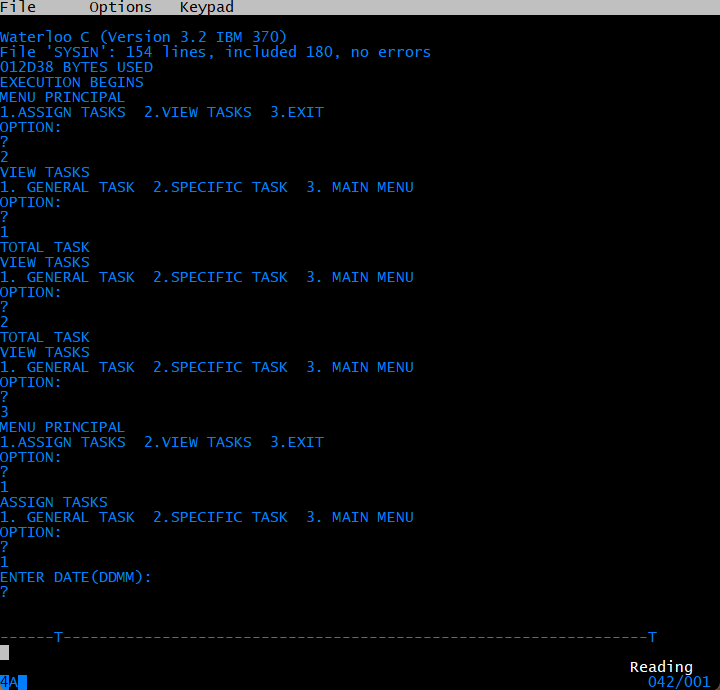 File Options Keypad
Waterloo C (Version 3.2 IBM 370)
File 'SYSIN': 154 lines, included 180, no errors
012D38 BYTES USED
EXECUTION BEGINS
MENU PRINCIPAL
1.ASSIGN TASKS  2.VIEW TASKS  3.EXIT
OPTION:
?
2
VIEW TASKS
1. GENERAL TASK  2.SPECIFIC TASK  3. MAIN MENU
OPTION:
?
1
TOTAL TASK
VIEW TASKS
1. GENERAL TASK  2.SPECIFIC TASK  3. MAIN MENU
OPTION:
?
2
TOTAL TASK
VIEW TASKS
1. GENERAL TASK  2.SPECIFIC TASK  3. MAIN MENU
OPTION:
?
3
MENU PRINCIPAL
1.ASSIGN TASKS  2.VIEW TASKS  3.EXIT
OPTION:
?
1
ASSIGN TASKS
1. GENERAL TASK  2.SPECIFIC TASK  3. MAIN MENU
OPTION:
?
1
ENTER DATE(DDMM):
?
------T-----------------------------------------------------------------T
Reading
4A 042/001